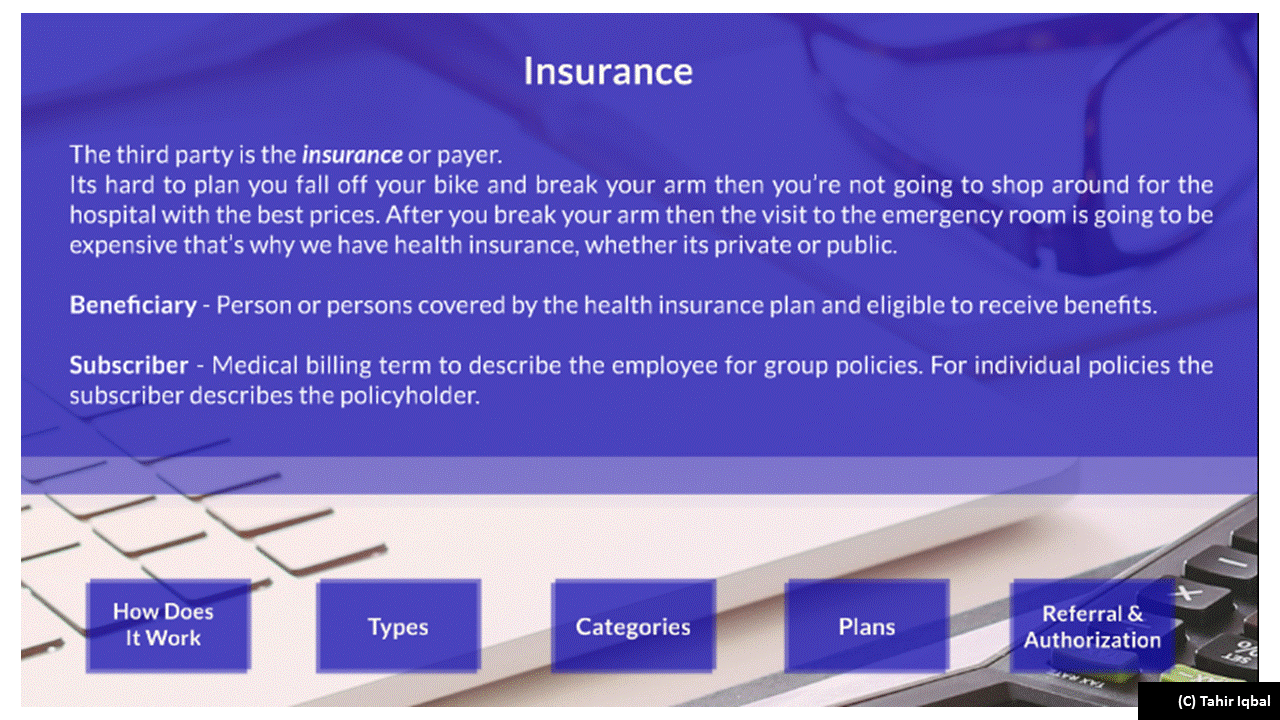 Insurance
The third party is the insurance or payer.
Its hard to plan you fall off your bike and break your arm then you're not going to shop around for the
hospital with the best prices. After you break your arm then the visit to the emergency room is going to be
expensive that's why we have health insurance, whether its private or public.
Beneficiary - Person or persons covered by the health insurance plan and eligible to receive benefits.
Subscriber - Medical billing term to describe the employee for group policies. For individual policies the
subscriber describes the policyholder.
How Does
It Work
Types
Categories
Plans
Referral &
Authorization
%
SET
TAX RATE
(C) Tahir Iqbal